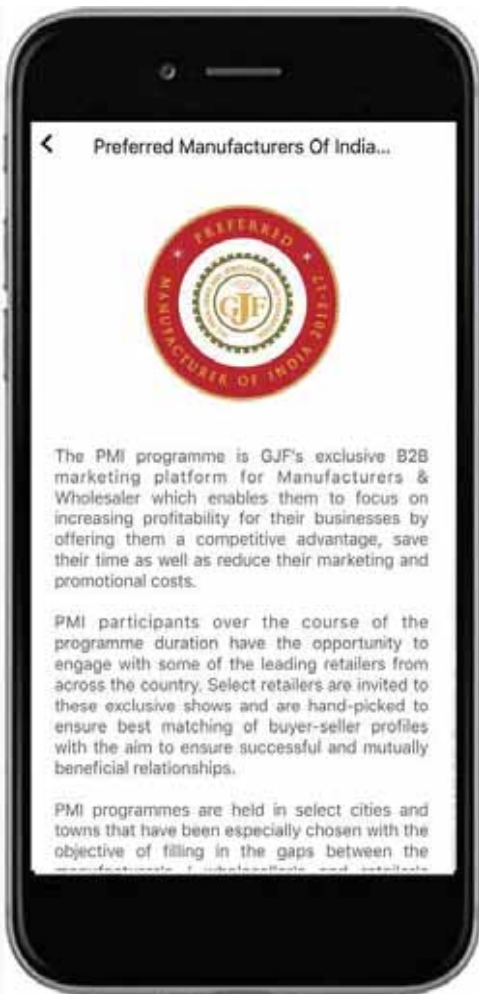 Preferred Manufacturers Of India...
PREFERRED
MANUFACTURER OF INDIA
GJF
The PMI programme is GJF's exclusive B2B
marketing platform for Manufacturers &
Wholesaler which enables them to focus on
increasing profitability for their businesses by
offering them a competitive advantage, save
their time as well as reduce their marketing and
promotional costs.
PMI participants over the course of the
programme duration have the opportunity to
engage with some of the leading retailers from
across the country. Select retailers are invited to
these exclusive shows and are hand-picked to
ensure best matching of buyer-seller profiles
with the aim to ensure successful and mutually
beneficial relationships.
PMI programmes are held in select cities and
towns that have been especially chosen with the
objective of filling in the gaps between the